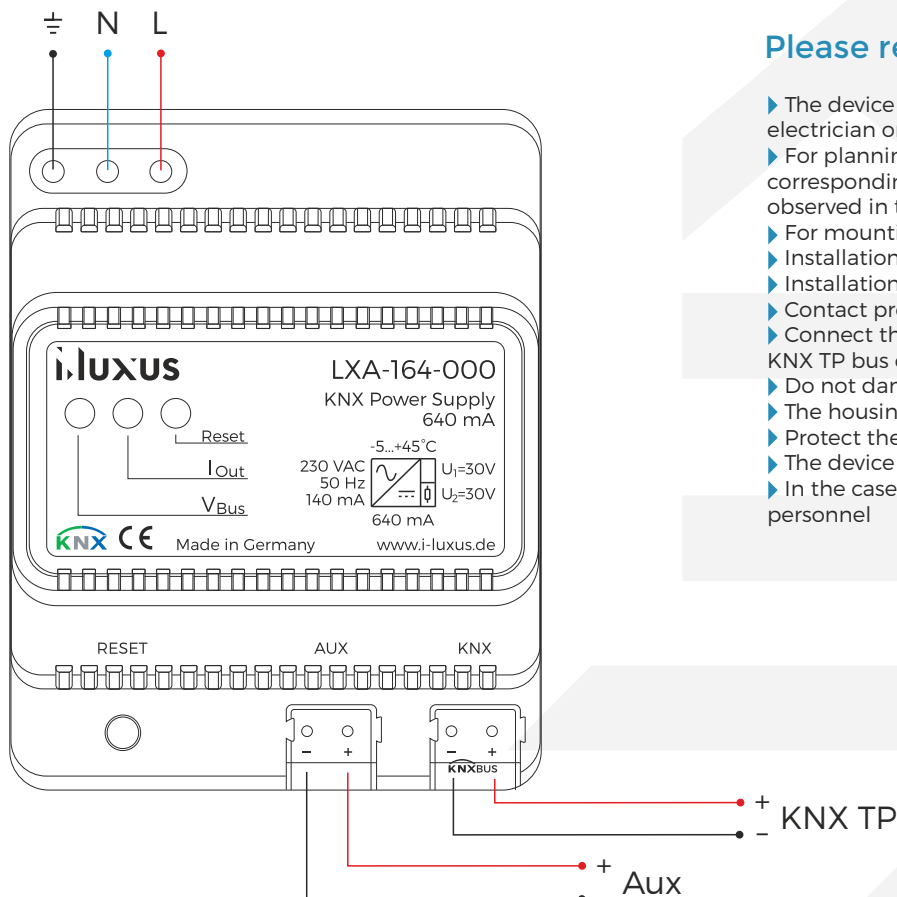 N L
i.luxus
LXA-164-000
KNX Power Supply
640 mA
Reset
I Out
V Bus
-5...+45°C
230 VAC
50 Hz
140 mA
U₁=30V
U₂=30V
640 mA
KNX CE Made in Germany www.i-luxus.de
RESET AUX KNX
− + − +
KNXBUS
+
− KNX TP
+
Aux
Please re
▶ The device
electrician o
▶ For plannin
correspondin
observed in t
▶ For mounti
▶ Installation
▶ Installation
▶ Contact pr
▶ Connect th
KNX TP bus
▶ Do not dar
▶ The housin
▶ Protect the
▶ The device
▶ In the case
personnel